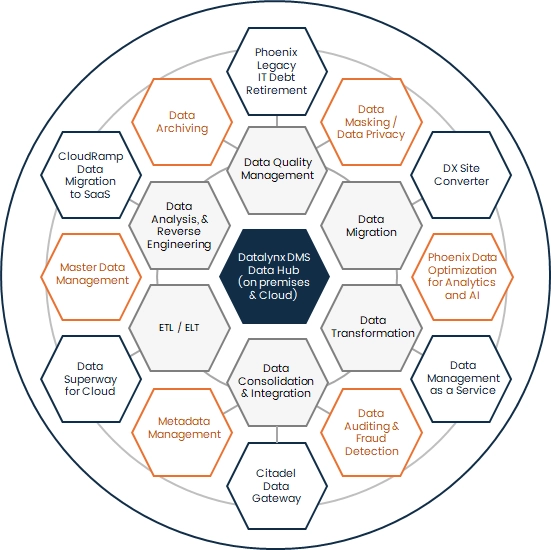 Phoenix
Legacy
IT Debt
Retirement
Data
Archiving
Data
Masking /
Data Privacy
CloudRamp
Data
Migration
to SaaS
Data Quality
Management
DX Site
Converter
Data
Analysis, &
Reverse
Engineering
Data
Migration
Master Data
Management
Datalynx DMS
Data Hub
(on premises
& Cloud)
Phoenix Data
Optimization
for Analytics
and AI
ETL / ELT
Data
Transformation
Data
Superway
for Cloud
Data
Consolidation
& Integration
Data
Management
as a Service
Metadata
Management
Data
Auditing &
Fraud
Detection
Citadel
Data
Gateway